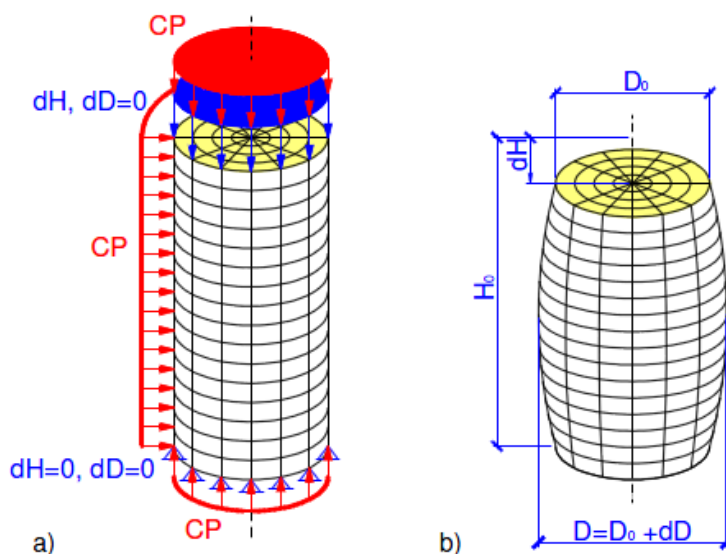 CP
dH, dD=0
CP
dH=0, dD=0
CP
a)
D₀
dH
H₀
D=D₀ +dD
b)